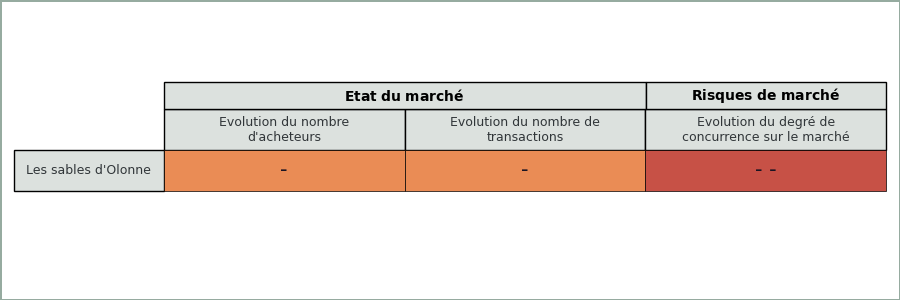 Etat du marché Risques de marché
Evolution du nombre d'acheteurs
Evolution du nombre de transactions
Evolution du degré de concurrence sur le marché
Les sables d'Olonne – – – –